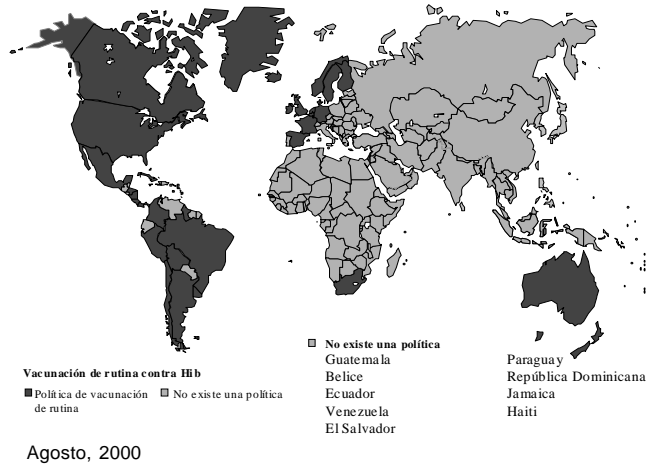 Vacunación de rutina contra Hib
Política de vacunación de rutina
No existe una política
No existe una política
Guatemala
Belice
Ecuador
Venezuela
El Salvador
Paraguay
República Dominicana
Jamaica
Haiti
Agosto, 2000